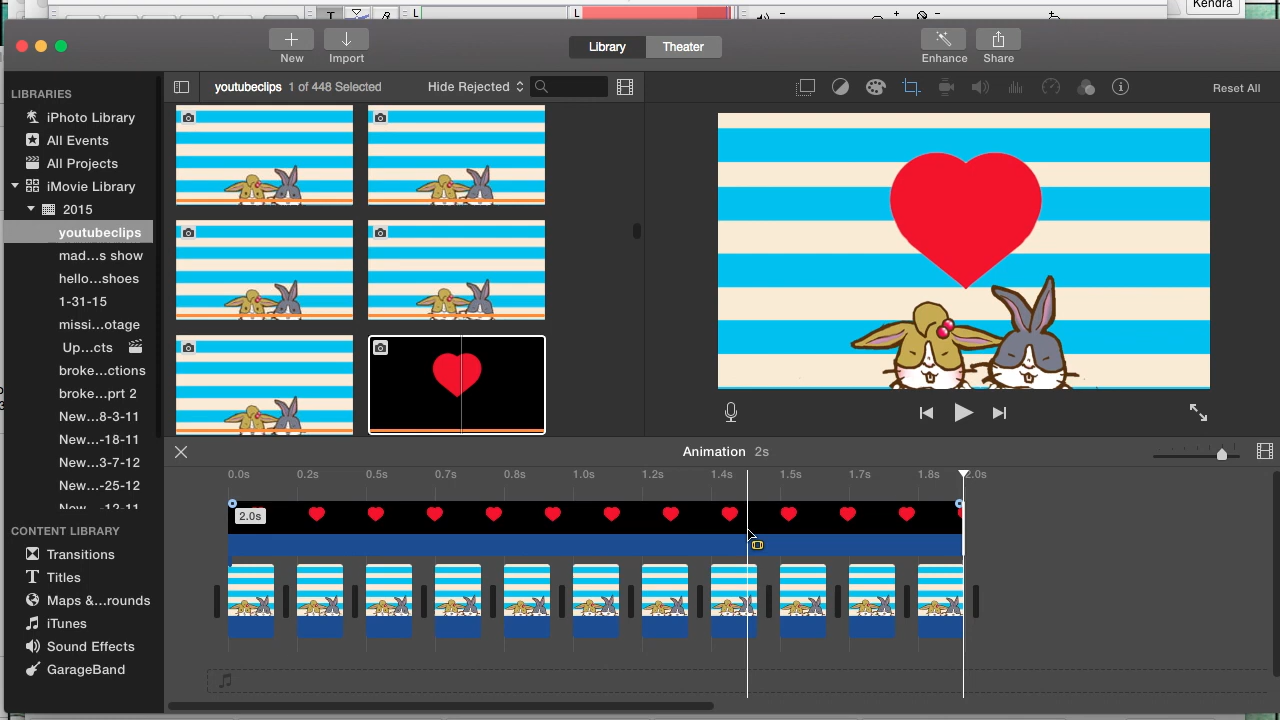 Kendra
L
L
New
Import
Library
Theater
Enhance
Share
LIBRARIES
iPhoto Library
All Events
All Projects
iMovie Library
2015
youtubeclips
mad...s show
hello...shoes
1-31-15
missi...otage
Up...cts
broke...ctions
broke...prt 2
New...8-3-11
New...-18-11
New...3-7-12
New...-25-12
New...-12-11
CONTENT LIBRARY
Transitions
Titles
Maps &...rounds
iTunes
Sound Effects
GarageBand
youtubeclips 1 of 448 Selected
Hide Rejected
Reset All
Animation 2s
0.0s 0.2s 0.5s 0.7s 0.8s 1.0s 1.2s 1.4s 1.5s 1.7s 1.8s 2.0s
2.0s